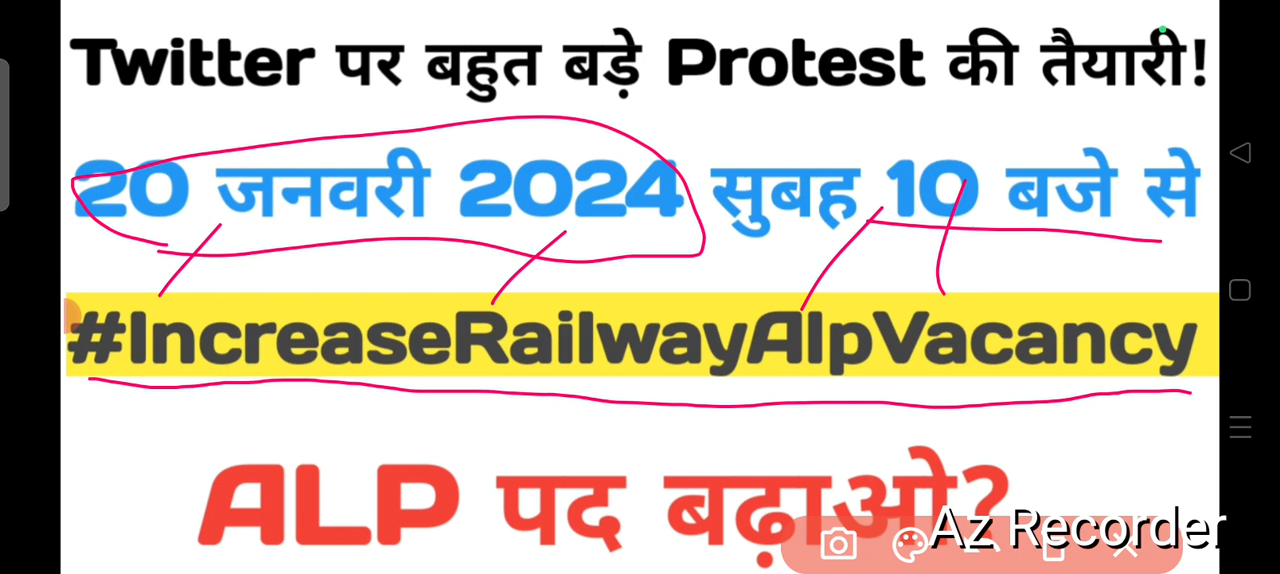 Twitter पर बहुत बड़े Protest की तैयारी!
20 जनवरी 2024 सुबह 10 बजे से
#IncreaseRailwayAlpVacancy
ALP पद बढ़ाओ?
Az Recorder